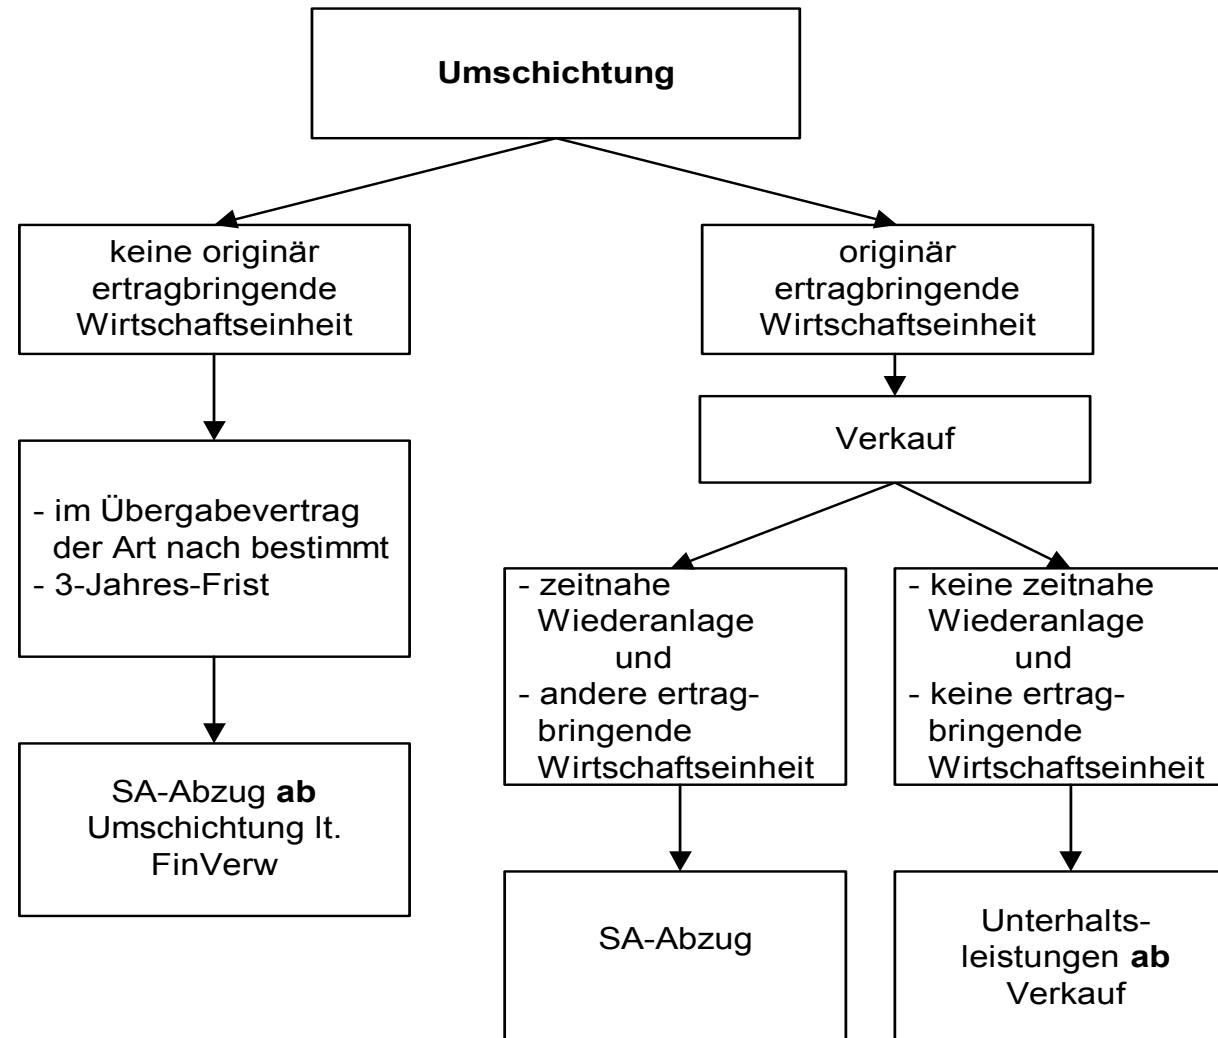 Umschichtung
keine originär
ertragbringende
Wirtschaftseinheit
- im Übergabevertrag
der Art nach bestimmt
- 3-Jahres-Frist
SA-Abzug ab
Umschichtung lt.
FinVerw
originär
ertragbringende
Wirtschaftseinheit
Verkauf
- zeitnahe
Wiederanlage
und
- andere ertrag-
bringende
Wirtschaftseinheit
SA-Abzug
- keine zeitnahe
Wiederanlage
und
- keine ertrag-
bringende
Wirtschaftseinheit
Unterhalts-
leistungen ab
Verkauf